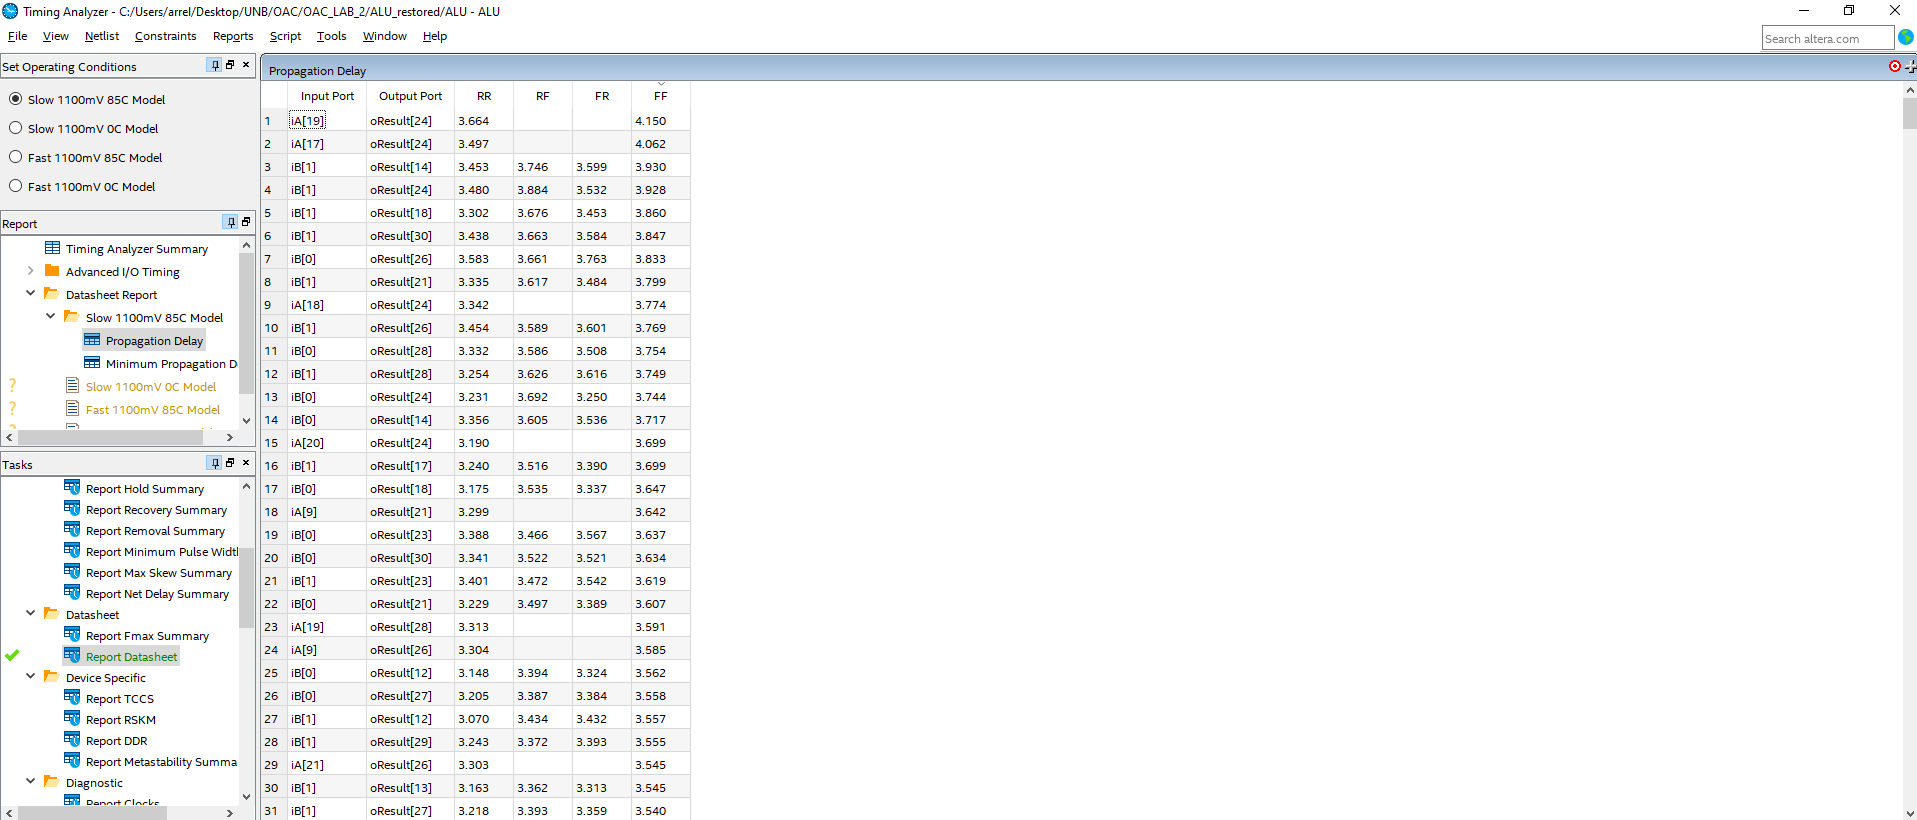 Timing Analyzer - C:/Users/arrel/Desktop/UNB/OAC/OAC_LAB_2/ALU_restored/ALU - ALU
File View Netlist Constraints Reports Script Tools Window Help
Search altera.com
Set Operating Conditions
Slow 1100mV 85C Model
Slow 1100mV 0C Model
Fast 1100mV 85C Model
Fast 1100mV 0C Model
Report
Timing Analyzer Summary
Advanced I/O Timing
Datasheet Report
Slow 1100mV 85C Model
Propagation Delay
Minimum Propagation D
? Slow 1100mV 0C Model
? Fast 1100mV 85C Model
Tasks
Report Hold Summary
Report Recovery Summary
Report Removal Summary
Report Minimum Pulse Width
Report Max Skew Summary
Report Net Delay Summary
Datasheet
Report Fmax Summary
Report Datasheet
Device Specific
Report TCCS
Report RSKM
Report DDR
Report Metastability Summa
Diagnostic
Report Clocks
Propagation Delay
Input Port Output Port RR RF FR FF
1 iA[19] oResult[24] 3.664 4.150
2 iA[17] oResult[24] 3.497 4.062
3 iB[1] oResult[14] 3.453 3.746 3.599 3.930
4 iB[1] oResult[24] 3.480 3.884 3.532 3.928
5 iB[1] oResult[18] 3.302 3.676 3.453 3.860
6 iB[1] oResult[30] 3.438 3.663 3.584 3.847
7 iB[0] oResult[26] 3.583 3.661 3.763 3.833
8 iB[1] oResult[21] 3.335 3.617 3.484 3.799
9 iA[18] oResult[24] 3.342 3.774
10 iB[1] oResult[26] 3.454 3.589 3.601 3.769
11 iB[0] oResult[28] 3.332 3.586 3.508 3.754
12 iB[1] oResult[28] 3.254 3.626 3.616 3.749
13 iB[0] oResult[24] 3.231 3.692 3.250 3.744
14 iB[0] oResult[14] 3.356 3.605 3.536 3.717
15 iA[20] oResult[24] 3.190 3.699
16 iB[1] oResult[17] 3.240 3.516 3.390 3.699
17 iB[0] oResult[18] 3.175 3.535 3.337 3.647
18 iA[9] oResult[21] 3.299 3.642
19 iB[0] oResult[23] 3.388 3.466 3.567 3.637
20 iB[0] oResult[30] 3.341 3.522 3.521 3.634
21 iB[1] oResult[23] 3.401 3.472 3.542 3.619
22 iB[0] oResult[21] 3.229 3.497 3.389 3.607
23 iA[19] oResult[28] 3.313 3.591
24 iA[9] oResult[26] 3.304 3.585
25 iB[0] oResult[12] 3.148 3.394 3.324 3.562
26 iB[0] oResult[27] 3.205 3.387 3.384 3.558
27 iB[1] oResult[12] 3.070 3.434 3.432 3.557
28 iB[1] oResult[29] 3.243 3.372 3.393 3.555
29 iA[21] oResult[26] 3.303 3.545
30 iB[1] oResult[13] 3.163 3.362 3.313 3.545
31 iB[1] oResult[27] 3.218 3.393 3.359 3.540